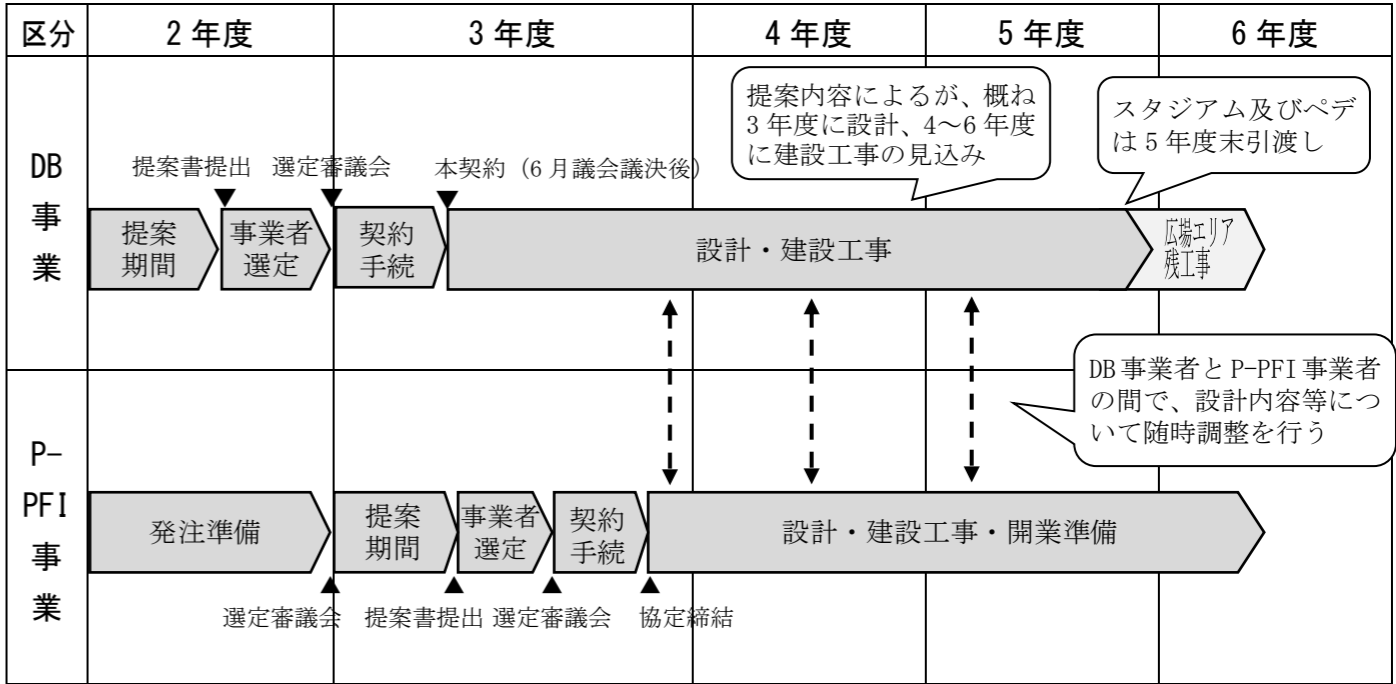 区分
2年度
3年度
4年度
5年度
6年度
DB
事
業
提案内容によるが、概ね
3年度に設計、4～6年度
に建設工事の見込み
スタジアム及びペデ
は5年度末引渡し
提案書提出
選定審議会
本契約（6月議会議決後）
提案
期間
事業者
選定
契約
手続
設計・建設工事
広場エリア
残工事
DB事業者とP-PFI事業者
の間で、設計内容等につ
いて随時調整を行う
P-
PFI
事
業
発注準備
提案
期間
事業者
選定
契約
手続
設計・建設工事・開業準備
選定審議会
提案書提出
選定審議会
協定締結